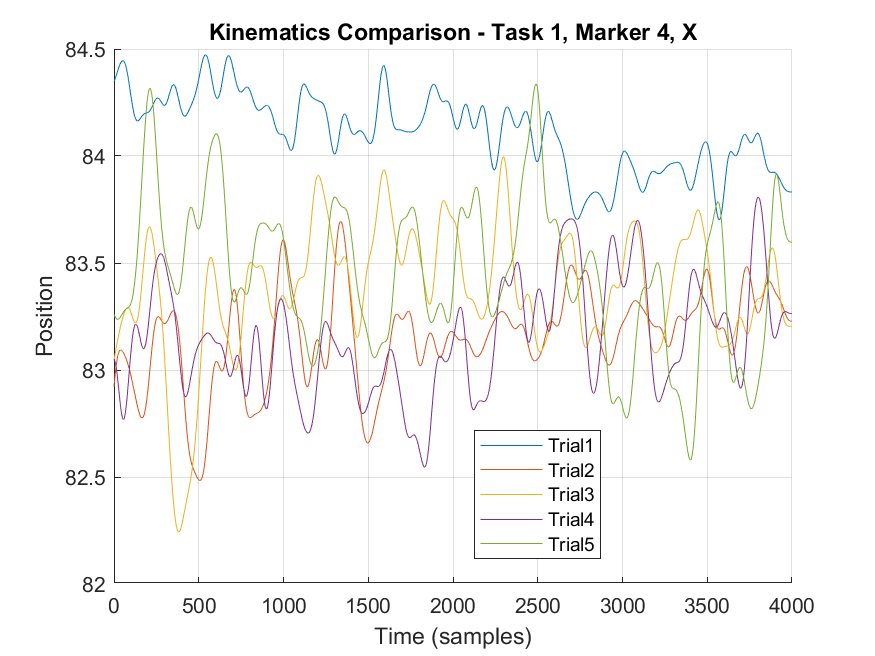 Kinematics Comparison - Task 1, Marker 4, X
84.5
84
83.5
83
82.5
82
Position
0 500 1000 1500 2000 2500 3000 3500 4000
Time (samples)
Trial1
Trial2
Trial3
Trial4
Trial5